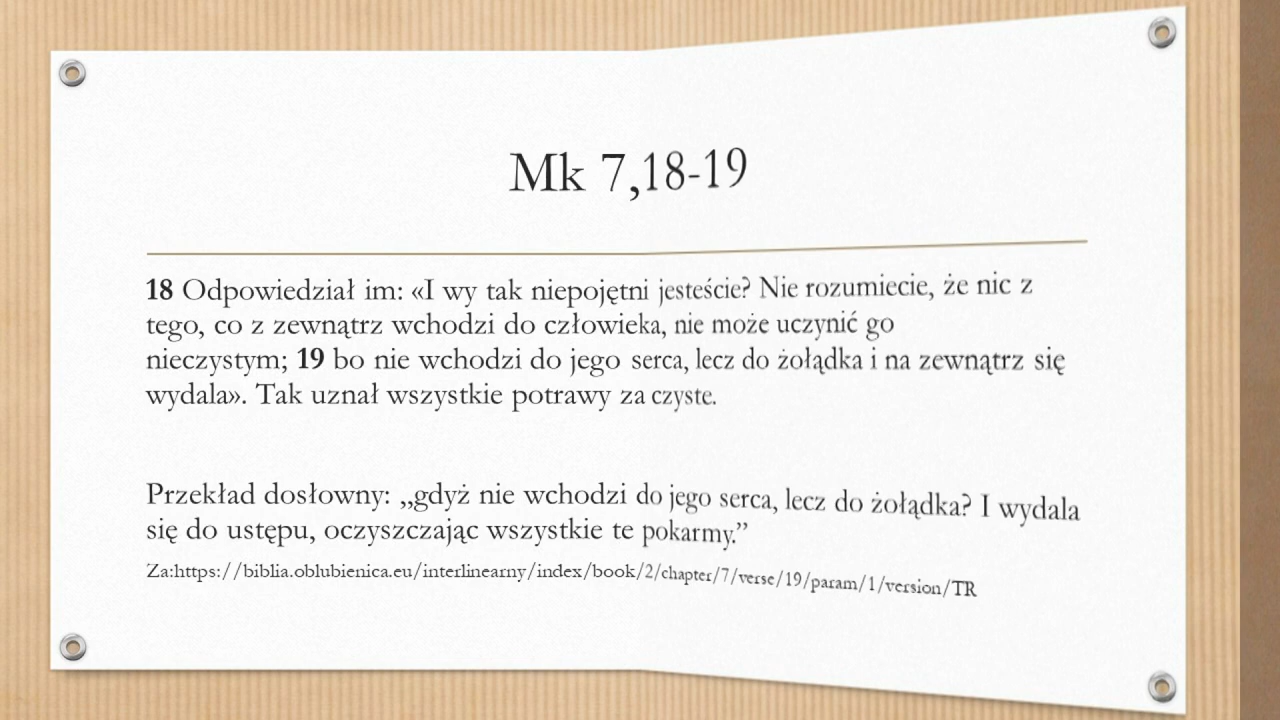 Mk 7,18-19
18 Odpowiedział im: «I wy tak niepojętni jesteście? Nie rozumiecie, że nic z
tego, co z zewnątrz wchodzi do człowieka, nie może uczynić go
nieczystym; 19 bo nie wchodzi do jego serca, lecz do żołądka i na zewnątrz się
wydala». Tak uznał wszystkie potrawy za czyste.
Przekład dosłowny: „gdyż nie wchodzi do jego serca, lecz do żołądka? I wydala
się do ustępu, oczyszczając wszystkie te pokarmy.”
Za:https://biblia.oblubienica.eu/interlinearny/index/book/2/chapter/7/verse/19/param/1/version/TR